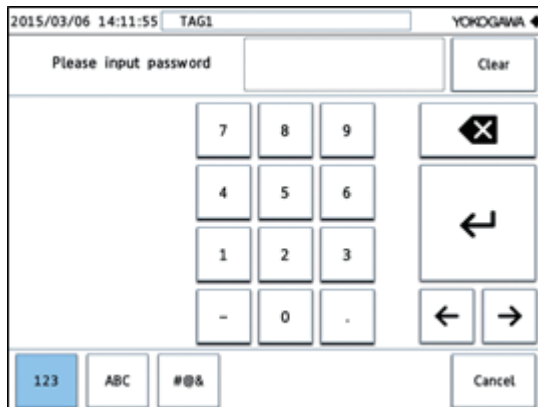 2015/03/06 14:11:55 TAG1 YOKOGAWA
Please input password Clear
7 8 9
4 5 6
1 2 3
- 0 .
123 ABC #@& Cancel